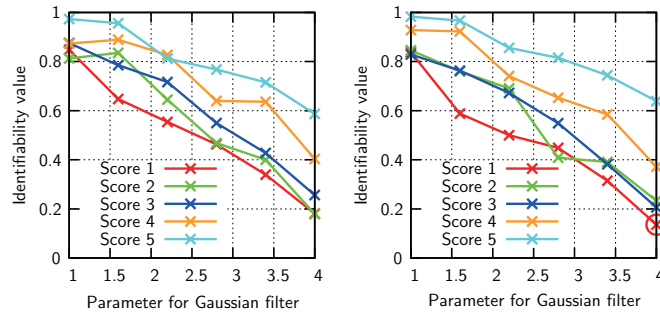 1
0.8
0.6
0.4
0.2
0
Identifiability value
Score 1
Score 2
Score 3
Score 4
Score 5
1 1.5 2 2.5 3 3.5 4
Parameter for Gaussian filter
1
0.8
0.6
0.4
0.2
0
Identifiability value
Score 1
Score 2
Score 3
Score 4
Score 5
1 1.5 2 2.5 3 3.5 4
Parameter for Gaussian filter